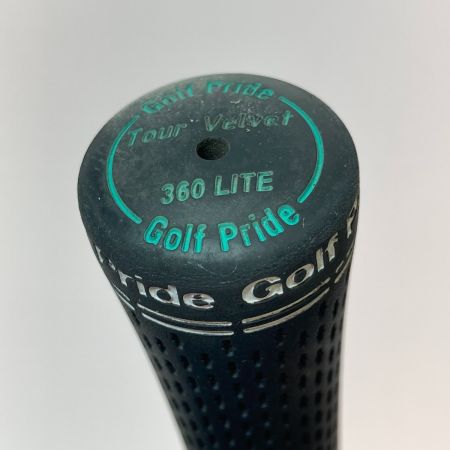 Golf Pride
Tour Velvet
360 LITE
Golf Pride
Pride Golf P